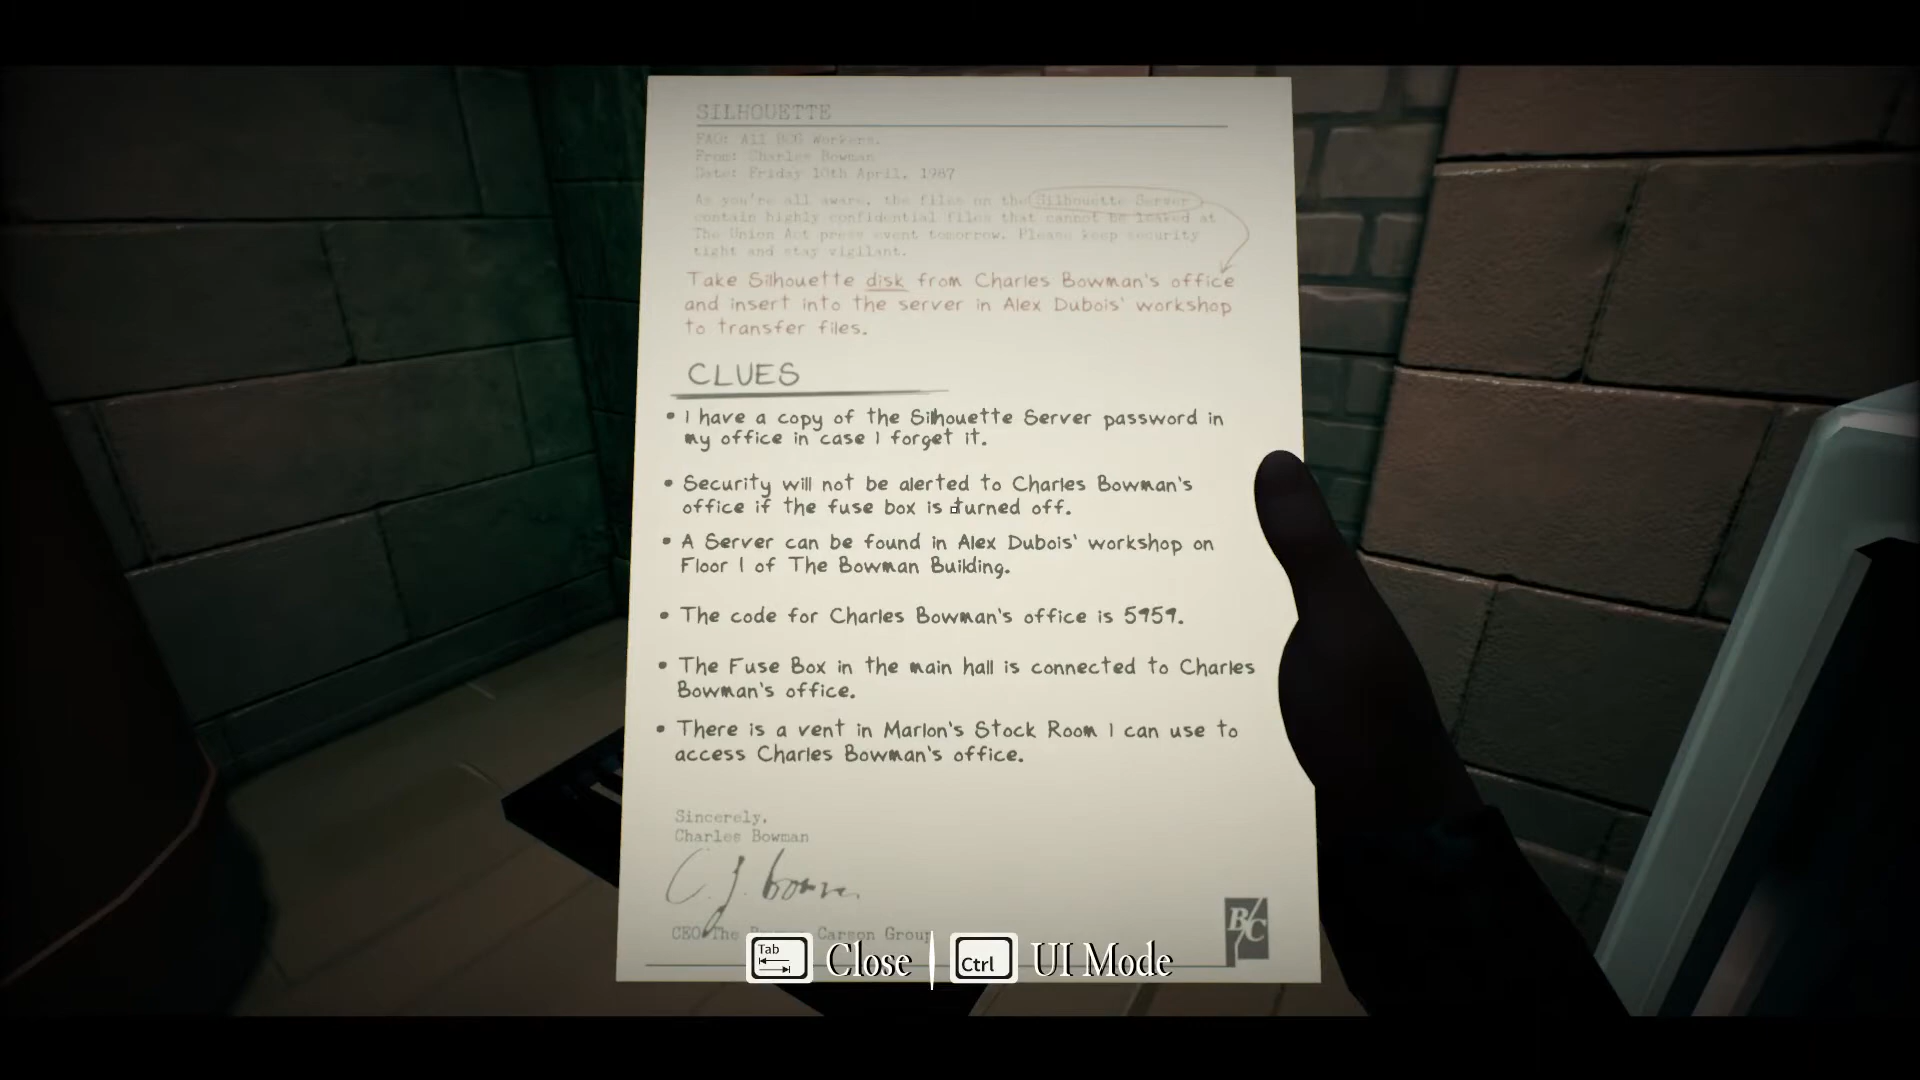 SILHOUETTE
FAO: All BCG Workers.
From: Charles Bowman
Date: Friday 10th April, 1987
As you're all aware, the files on the Silhouette Server
contain highly confidential files that cannot be leaked at
The Union Act press event tomorrow. Please keep security
tight and stay vigilant.
Take Silhouette disk from Charles Bowman's office
and insert into the server in Alex Dubois' workshop
to transfer files.
CLUES
• I have a copy of the Silhouette Server password in
my office in case I forget it.
• Security will not be alerted to Charles Bowman's
office if the fuse box is turned off.
• A Server can be found in Alex Dubois' workshop on
Floor 1 of The Bowman Building.
• The code for Charles Bowman's office is 5959.
• The Fuse Box in the main hall is connected to Charles
Bowman's office.
• There is a vent in Marlon's Stock Room I can use to
access Charles Bowman's office.
Sincerely,
Charles Bowman
C J Bowman
CEO The Bowman Carson Group
B/C
Tab Close | Ctrl UI Mode